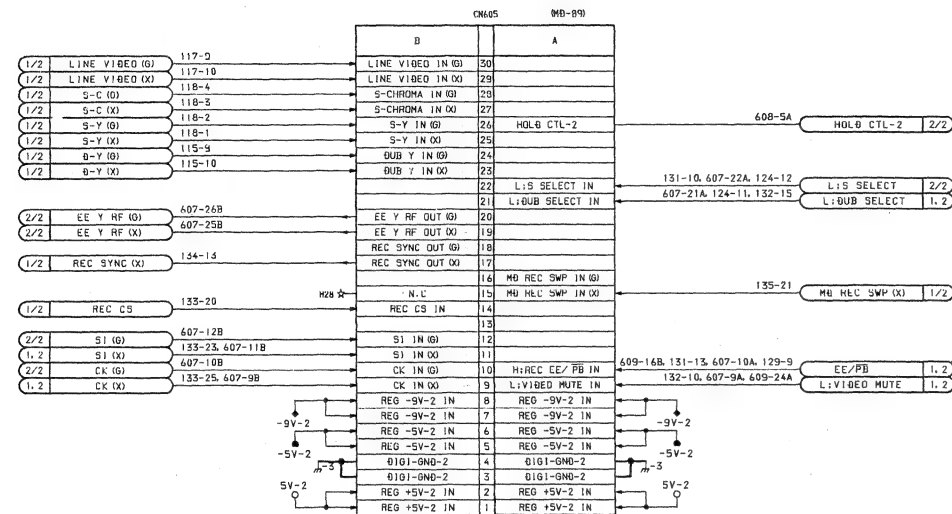 CN605 (MD-89)
B A
1/2 LINE VIDEO (G) 117-9 LINE VIDEO IN (G) 30
1/2 LINE VIDEO (X) 117-10 LINE VIDEO IN (X) 29
1/2 S-C (G) 118-4 S-CHROMA IN (G) 28
1/2 S-C (X) 118-3 S-CHROMA IN (X) 27
1/2 S-Y (G) 118-2 S-Y IN (G) 26 HOLD CTL-2 608-5A HOLD CTL-2 2/2
1/2 S-Y (X) 118-1 S-Y IN (X) 25
1/2 D-Y (G) 115-9 DUB Y IN (G) 24
1/2 D-Y (X) 115-10 DUB Y IN (X) 23
22 L:S SELECT IN 131-10, 607-22A, 124-12 L:S SELECT 2/2
21 L:DUB SELECT IN 607-21A, 124-11, 132-15 L:DUB SELECT 1,2
2/2 EE Y RF (G) 607-26B EE Y RF OUT (G) 20
2/2 EE Y RF (X) 607-25B EE Y RF OUT (X) 19
REC SYNC OUT (G) 18
1/2 REC SYNC (X) 134-13 REC SYNC OUT (X) 17
16 MD REC SWP IN (G)
H28 ☆ N.C 15 MD REC SWP IN (X) 135-21 MD REC SWP (X) 1/2
1/2 REC CS 133-20 REC CS IN 14
13
2/2 SI (G) 607-12B SI IN (G) 12
1,2 SI (X) 133-23, 607-11B SI IN (X) 11
2/2 CK (G) 607-10B CK IN (G) 10 H:REC EE/PB IN 609-16B, 131-13, 607-10A, 129-9 EE/PB 1,2
1,2 CK (X) 133-25, 607-9B CK IN (X) 9 L:VIDEO MUTE IN 132-10, 607-9A, 609-24A L:VIDEO MUTE 1,2
REG -9V-2 IN 8 REG -9V-2 IN
-9V-2 REG -9V-2 IN 7 REG -9V-2 IN -9V-2
REG -5V-2 IN 6 REG -5V-2 IN
-5V-2 REG -5V-2 IN 5 REG -5V-2 IN -5V-2
-3 DIGI-GND-2 4 DIGI-GND-2 -3
DIGI-GND-2 3 DIGI-GND-2
5V-2 REG +5V-2 IN 2 REG +5V-2 IN 5V-2
REG +5V-2 IN 1 REG +5V-2 IN